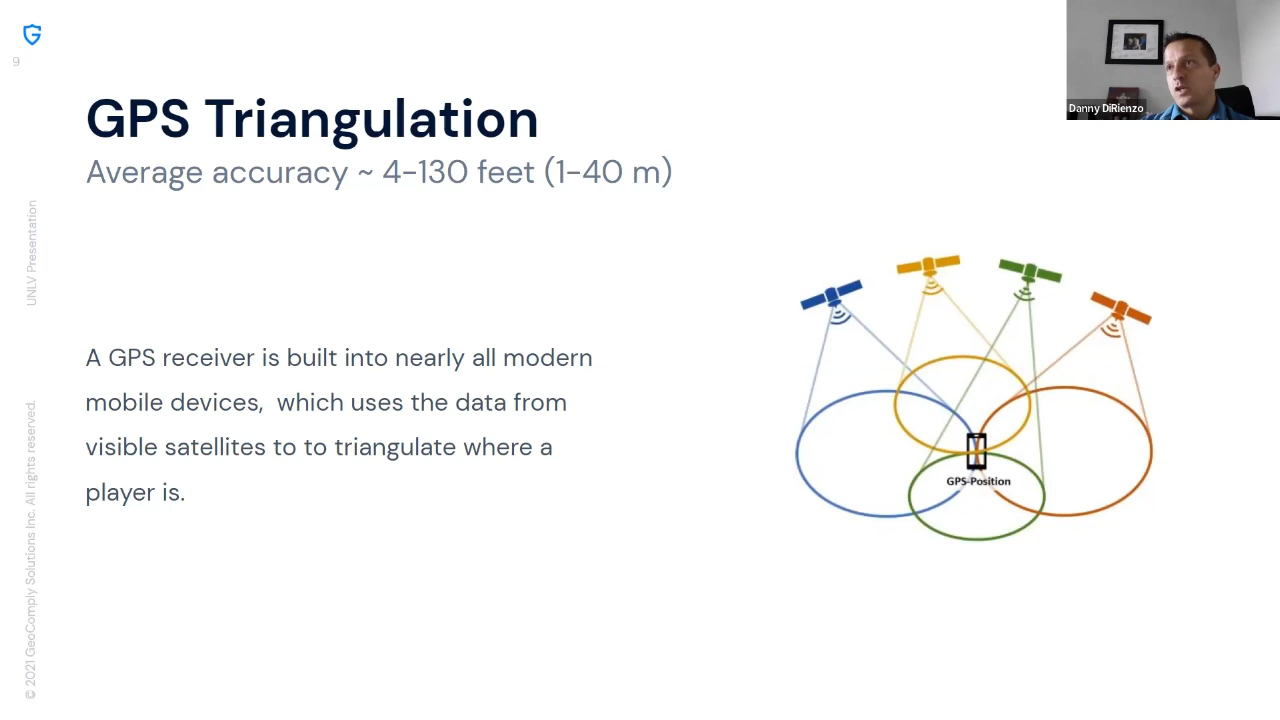 9
GPS Triangulation
Average accuracy ~ 4-130 feet (1-40 m)
Danny DiRienzo
UNLV Presentation
© 2021 GeoComply Solutions Inc. All rights reserved.
A GPS receiver is built into nearly all modern
mobile devices,  which uses the data from
visible satellites to to triangulate where a
player is.
GPS-Position